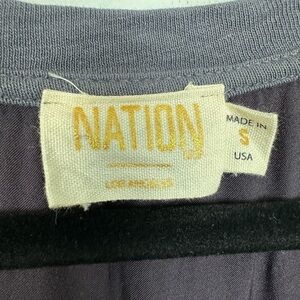 NATION
LOS ANGELES
MADE IN
S
USA